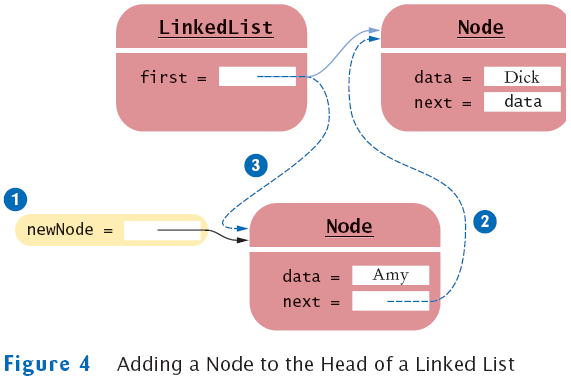 LinkedList
first =
Node
data = Dick
next = data
3
1
newNode =
2
Node
data = Amy
next =
Figure 4 Adding a Node to the Head of a Linked List